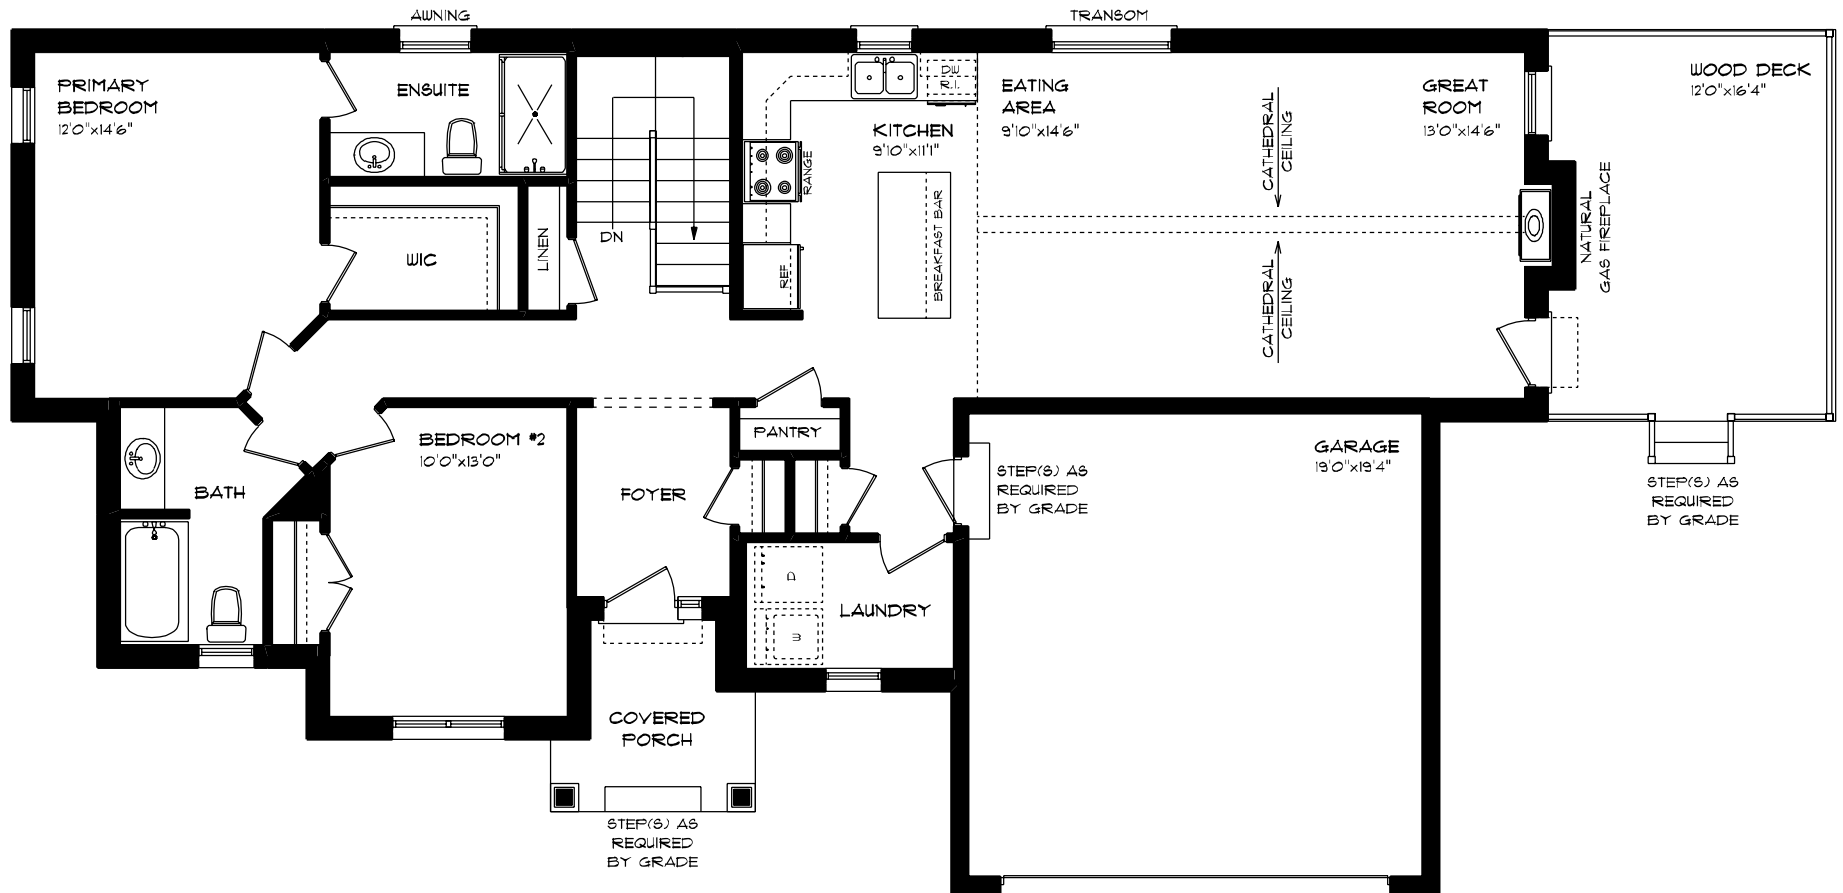 AWNING
TRANSOM
PRIMARY
BEDROOM
12'0"x14'6"
ENSUITE
DW
R.I.
EATING
AREA
9'10"x14'6"
GREAT
ROOM
13'0"x14'6"
WOOD DECK
12'0"x16'4"
KITCHEN
9'10"x11'1"
RANGE
CATHEDRAL
CEILING
BREAKFAST BAR
NATURAL
GAS FIREPLACE
DN
WIC
LINEN
REF
CATHEDRAL
CEILING
BEDROOM #2
10'0"x13'0"
PANTRY
GARAGE
19'0"x19'4"
STEP(S) AS
REQUIRED
BY GRADE
STEP(S) AS
REQUIRED
BY GRADE
BATH
FOYER
D
LAUNDRY
W
COVERED
PORCH
STEP(S) AS
REQUIRED
BY GRADE